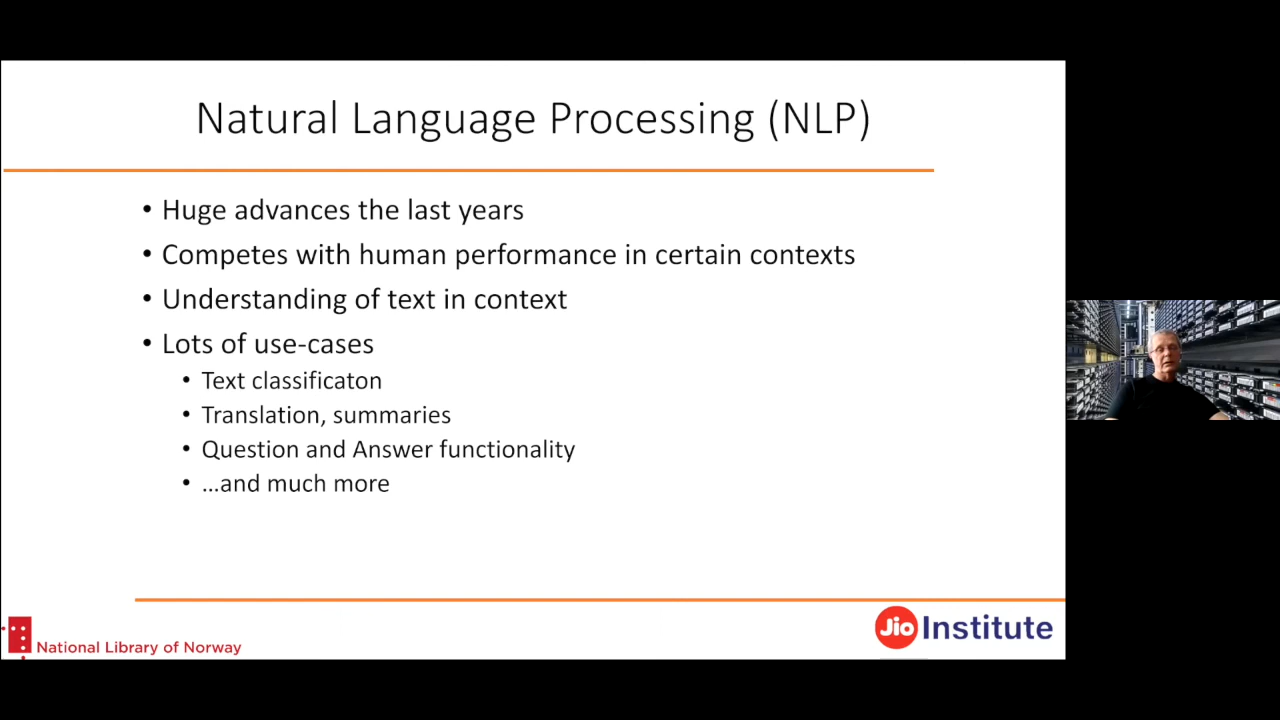 Natural Language Processing (NLP)
• Huge advances the last years
• Competes with human performance in certain contexts
• Understanding of text in context
• Lots of use-cases
• Text classificaton
• Translation, summaries
• Question and Answer functionality
• ...and much more
National Library of Norway
Jio Institute